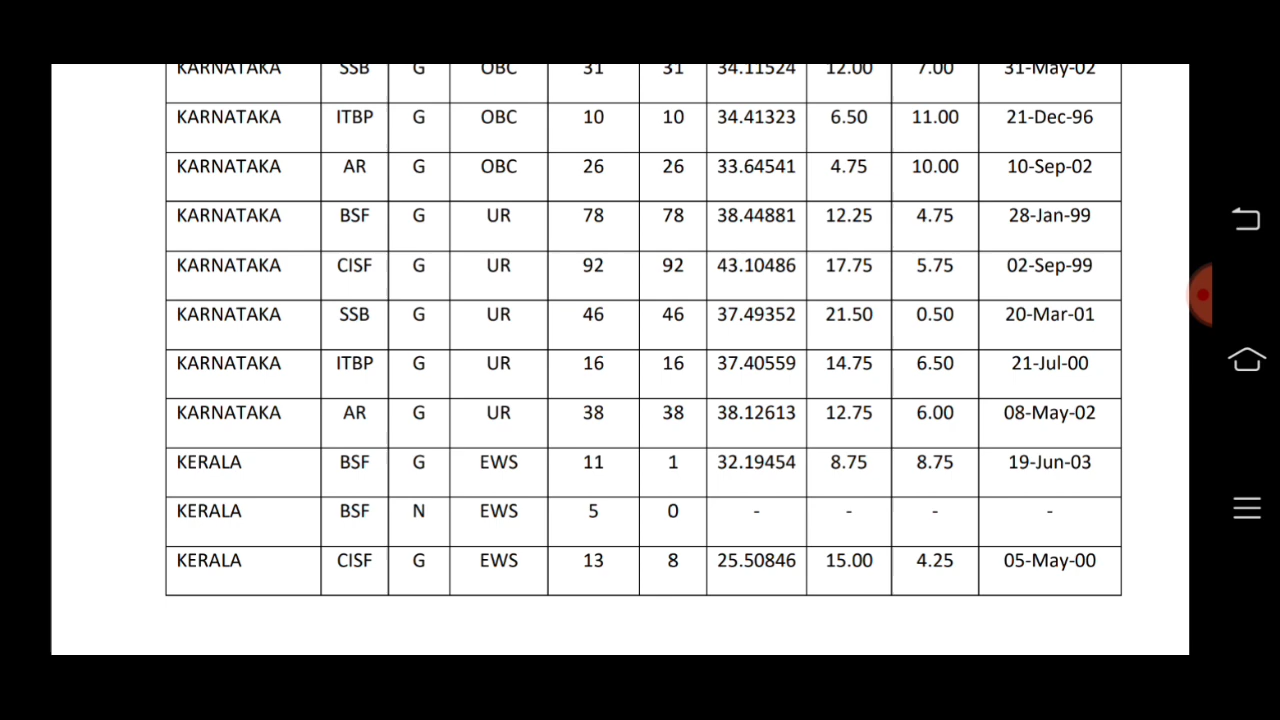 KARNATAKA SSB G OBC 31 31 34.11524 12.00 7.00 31-May-02
KARNATAKA ITBP G OBC 10 10 34.41323 6.50 11.00 21-Dec-96
KARNATAKA AR G OBC 26 26 33.64541 4.75 10.00 10-Sep-02
KARNATAKA BSF G UR 78 78 38.44881 12.25 4.75 28-Jan-99
KARNATAKA CISF G UR 92 92 43.10486 17.75 5.75 02-Sep-99
KARNATAKA SSB G UR 46 46 37.49352 21.50 0.50 20-Mar-01
KARNATAKA ITBP G UR 16 16 37.40559 14.75 6.50 21-Jul-00
KARNATAKA AR G UR 38 38 38.12613 12.75 6.00 08-May-02
KERALA BSF G EWS 11 1 32.19454 8.75 8.75 19-Jun-03
KERALA BSF N EWS 5 0 - - - -
KERALA CISF G EWS 13 8 25.50846 15.00 4.25 05-May-00